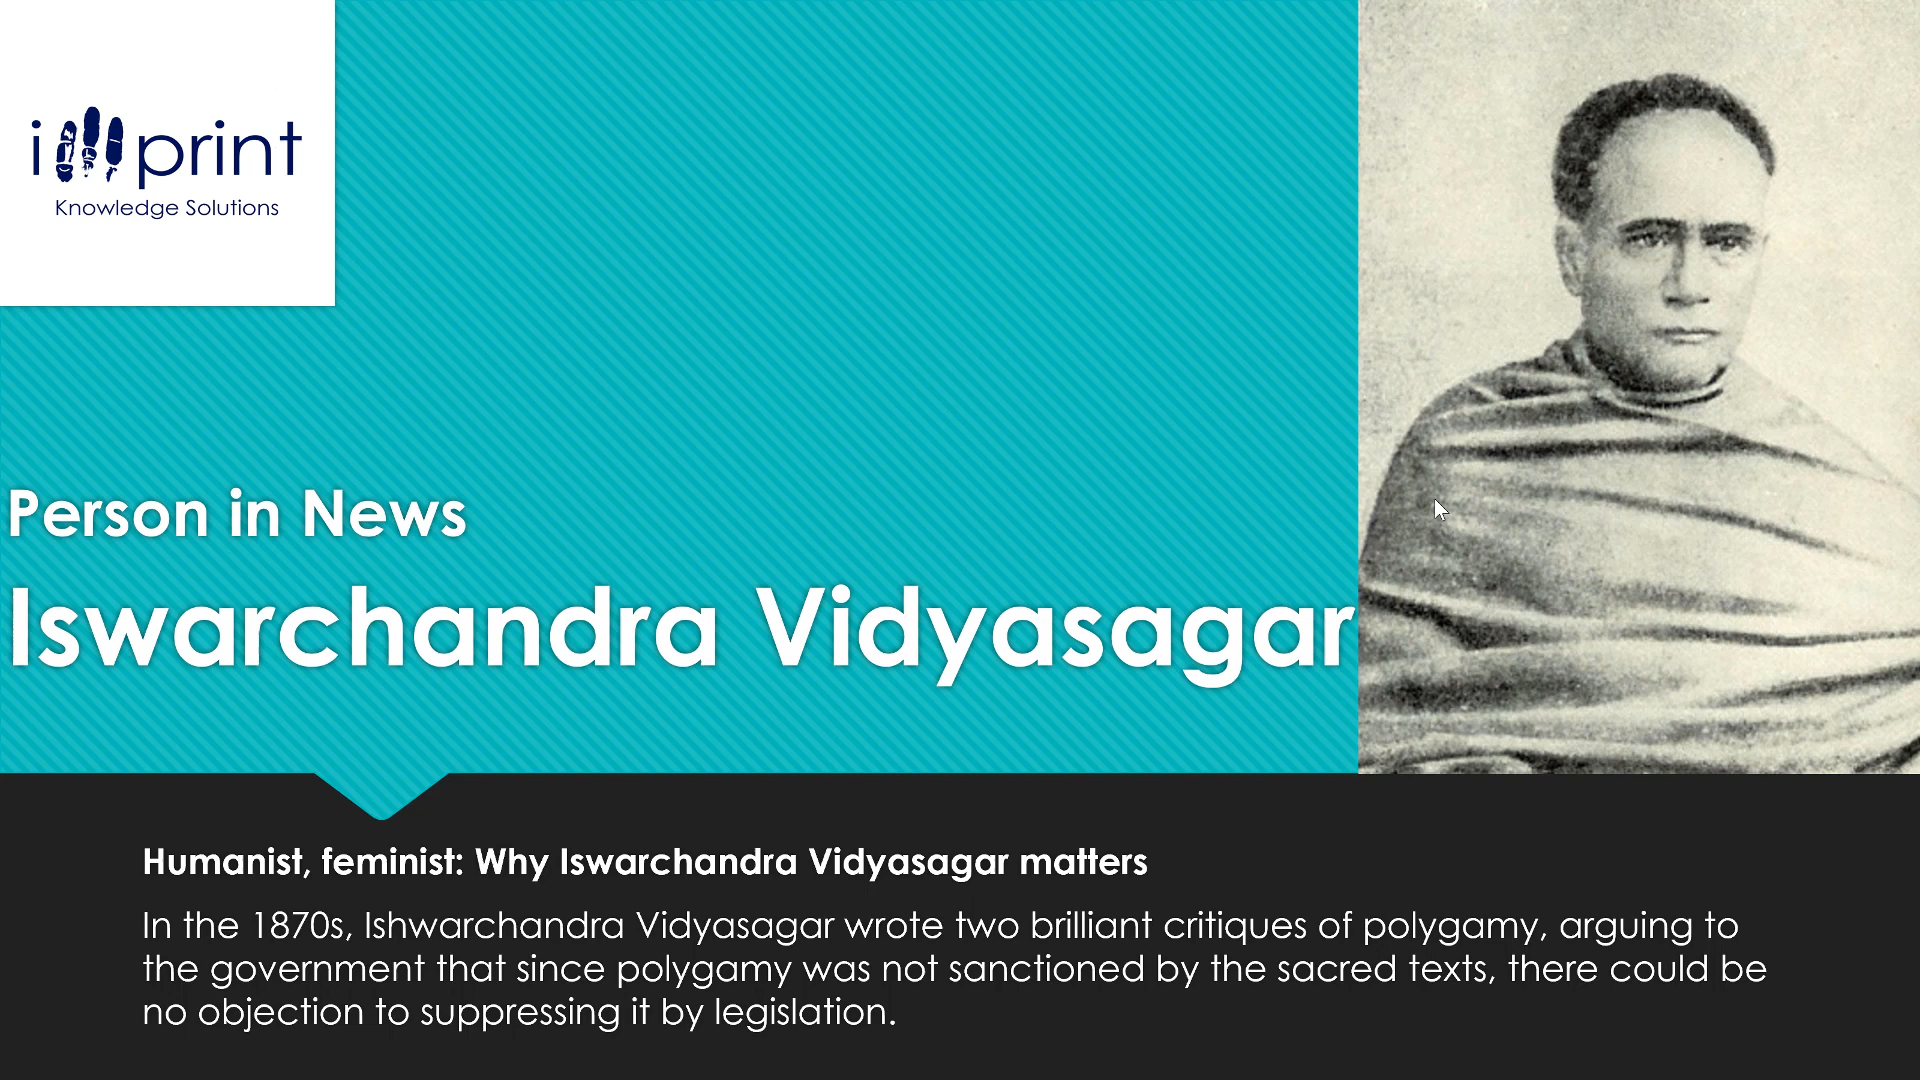 i print
Knowledge Solutions
Person in News
Iswarchandra Vidyasagar
Humanist, feminist: Why Iswarchandra Vidyasagar matters
In the 1870s, Ishwarchandra Vidyasagar wrote two brilliant critiques of polygamy, arguing to
the government that since polygamy was not sanctioned by the sacred texts, there could be
no objection to suppressing it by legislation.